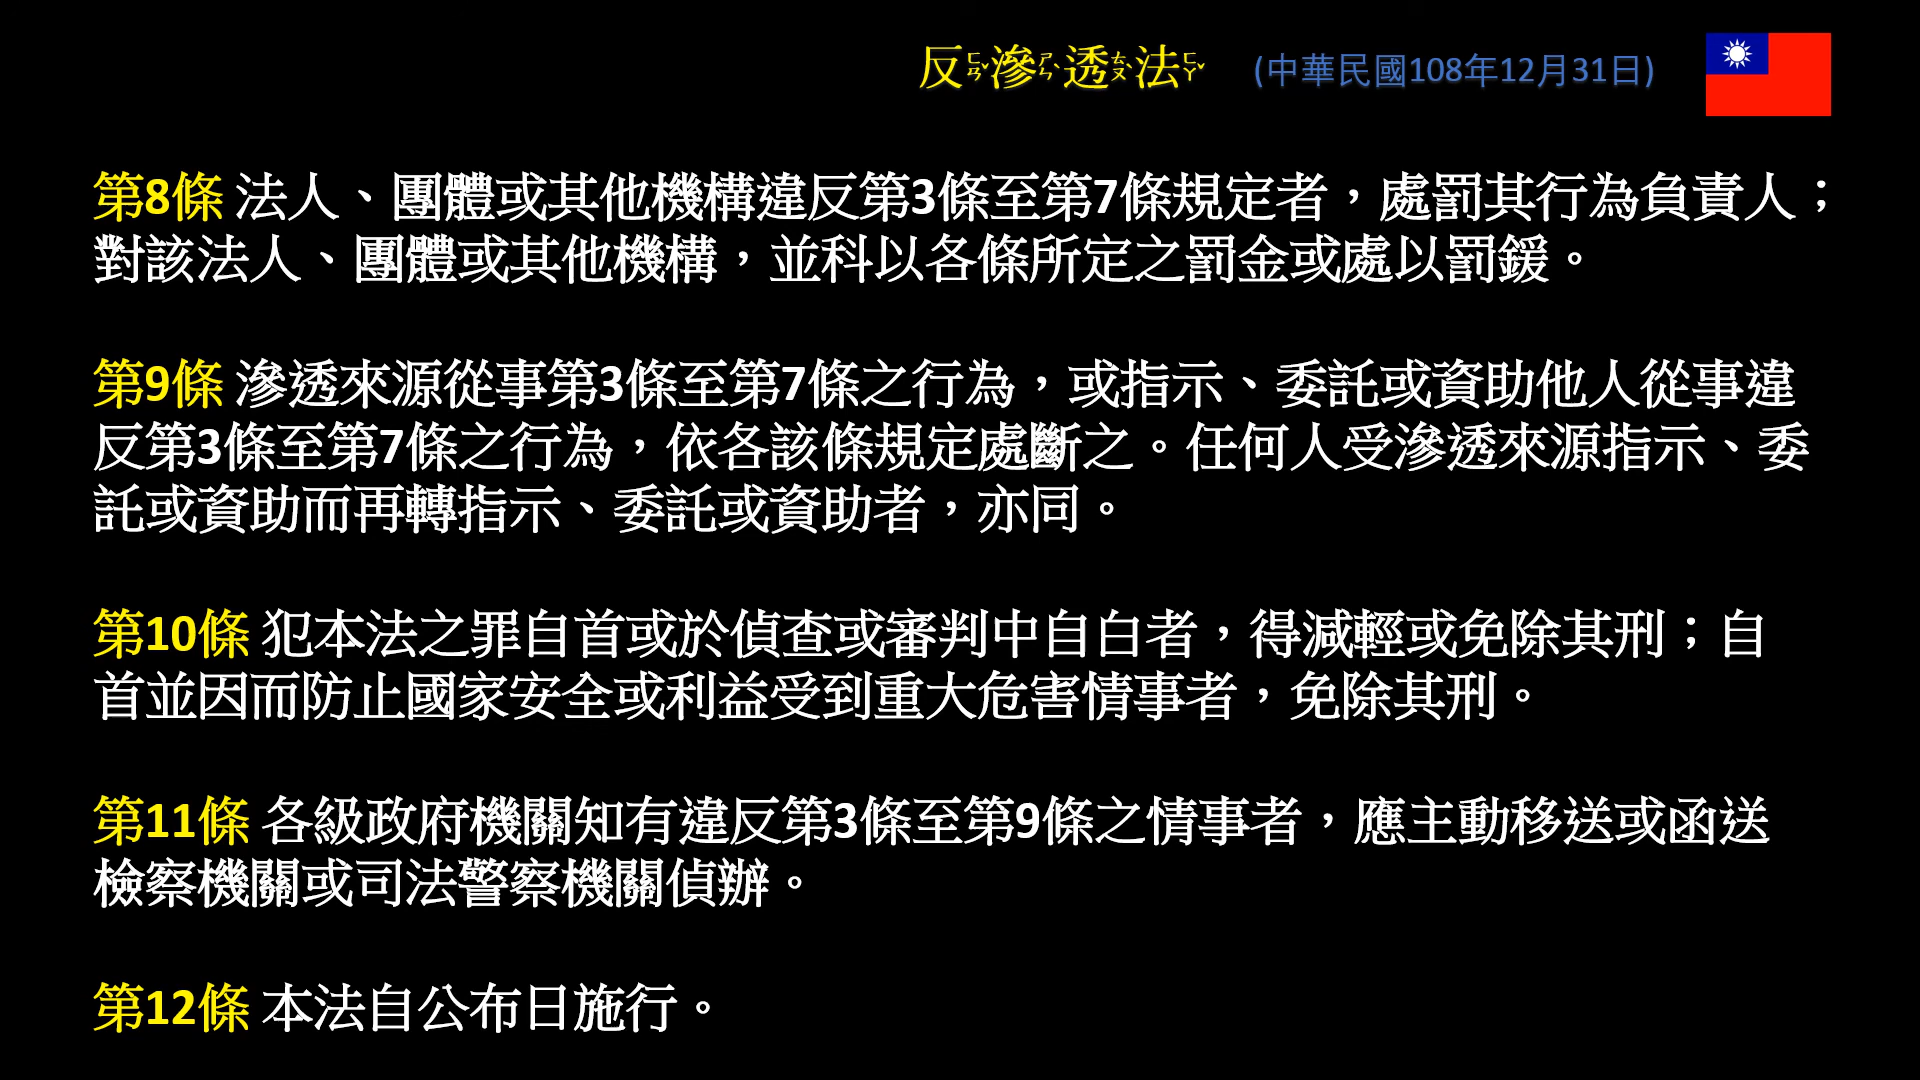 反ㄈㄢˇ滲ㄕㄣˋ透ㄊㄡˋ法ㄈㄚˇ (中華民國108年12月31日)
第8條 法人、團體或其他機構違反第3條至第7條規定者，處罰其行為負責人；
對該法人、團體或其他機構，並科以各條所定之罰金或處以罰鍰。
第9條 滲透來源從事第3條至第7條之行為，或指示、委託或資助他人從事違
反第3條至第7條之行為，依各該條規定處斷之。任何人受滲透來源指示、委
託或資助而再轉指示、委託或資助者，亦同。
第10條 犯本法之罪自首或於偵查或審判中自白者，得減輕或免除其刑；自
首並因而防止國家安全或利益受到重大危害情事者，免除其刑。
第11條 各級政府機關知有違反第3條至第9條之情事者，應主動移送或函送
檢察機關或司法警察機關偵辦。
第12條 本法自公布日施行。